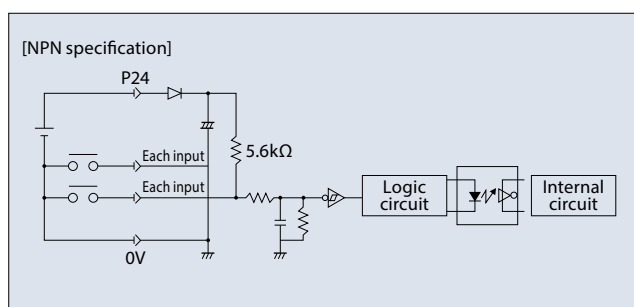 [NPN specification]
P24
Each input
5.6kΩ
Each input
Logic
circuit
Internal
circuit
0V